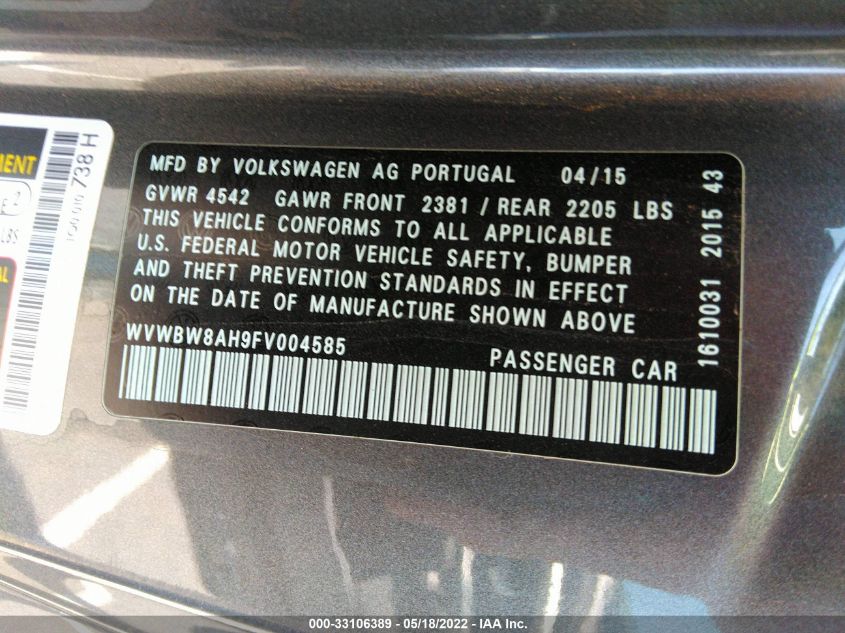 MFD BY VOLKSWAGEN AG PORTUGAL 04/15
GVWR 4542 GAWR FRONT 2381 / REAR 2205 LBS
THIS VEHICLE CONFORMS TO ALL APPLICABLE
U.S. FEDERAL MOTOR VEHICLE SAFETY, BUMPER
AND THEFT PREVENTION STANDARDS IN EFFECT
ON THE DATE OF MANUFACTURE SHOWN ABOVE
WVWBW8AH9FV004585 PASSENGER CAR
1610031 2015 43
738 H
LBS
000-33106389 - 05/18/2022 - IAA Inc.